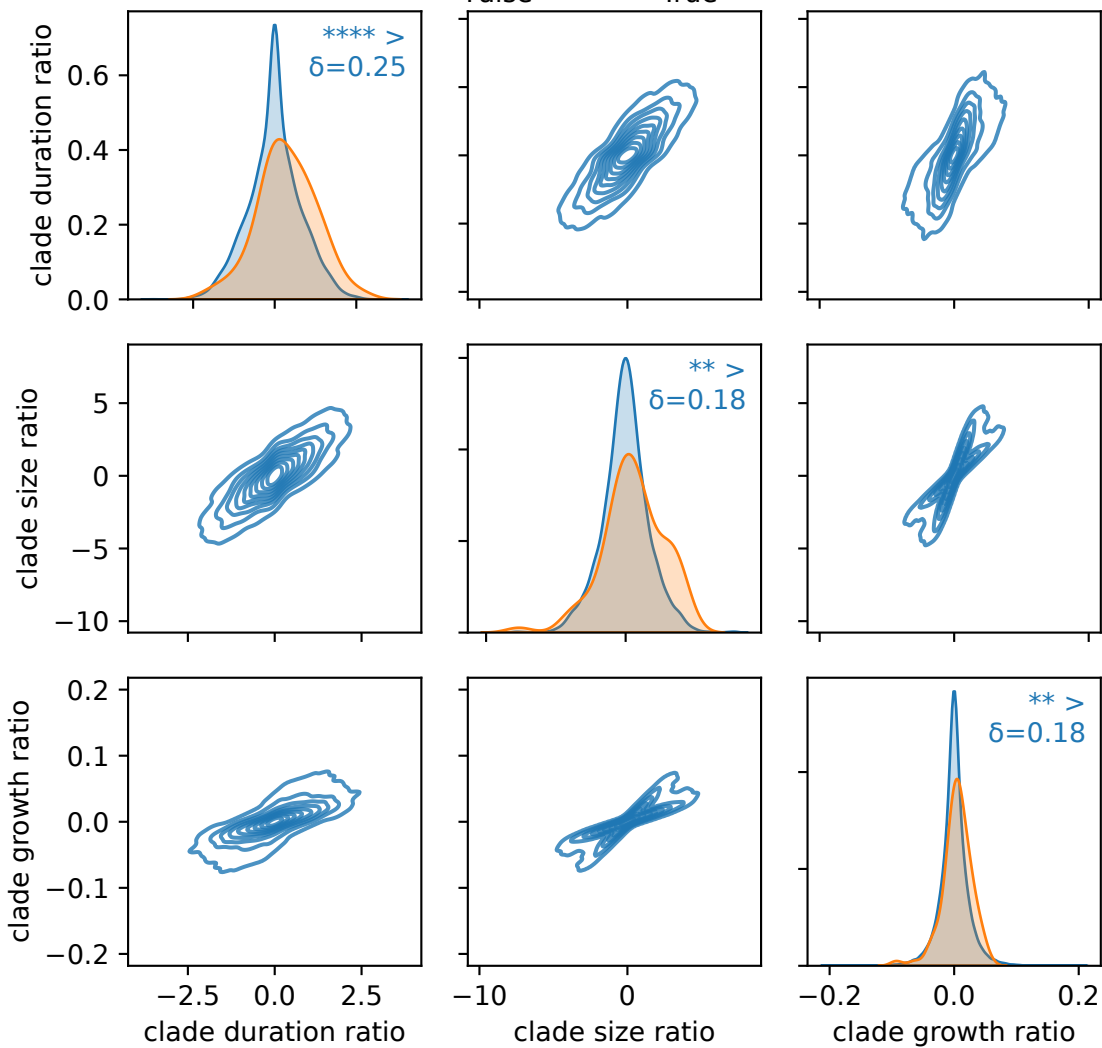 clade duration ratio
0.6
0.4
0.2
0.0
**** >
δ=0.25
clade size ratio
5
0
−5
−10
** >
δ=0.18
clade growth ratio
0.2
0.1
0.0
−0.1
−0.2
** >
δ=0.18
−2.5 0.0 2.5
−10 0
−0.2 0.0 0.2
clade duration ratio
clade size ratio
clade growth ratio